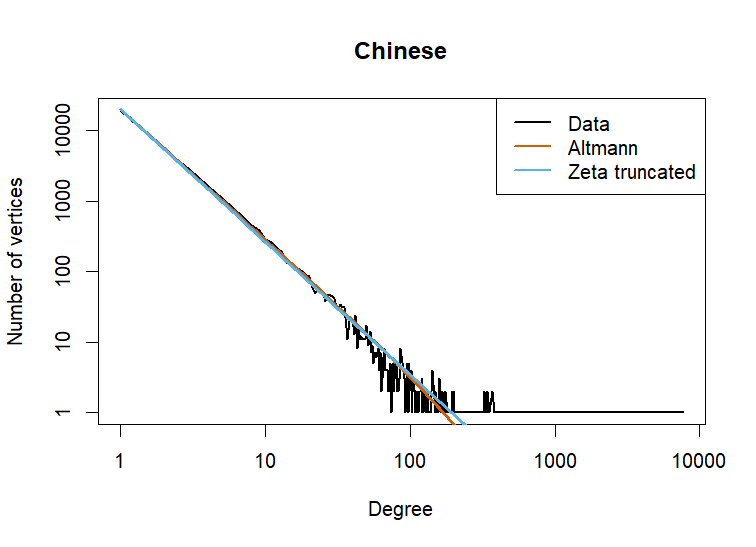 Chinese
Number of vertices
10000
1000
100
10
1
Data
Altmann
Zeta truncated
1 10 100 1000 10000
Degree